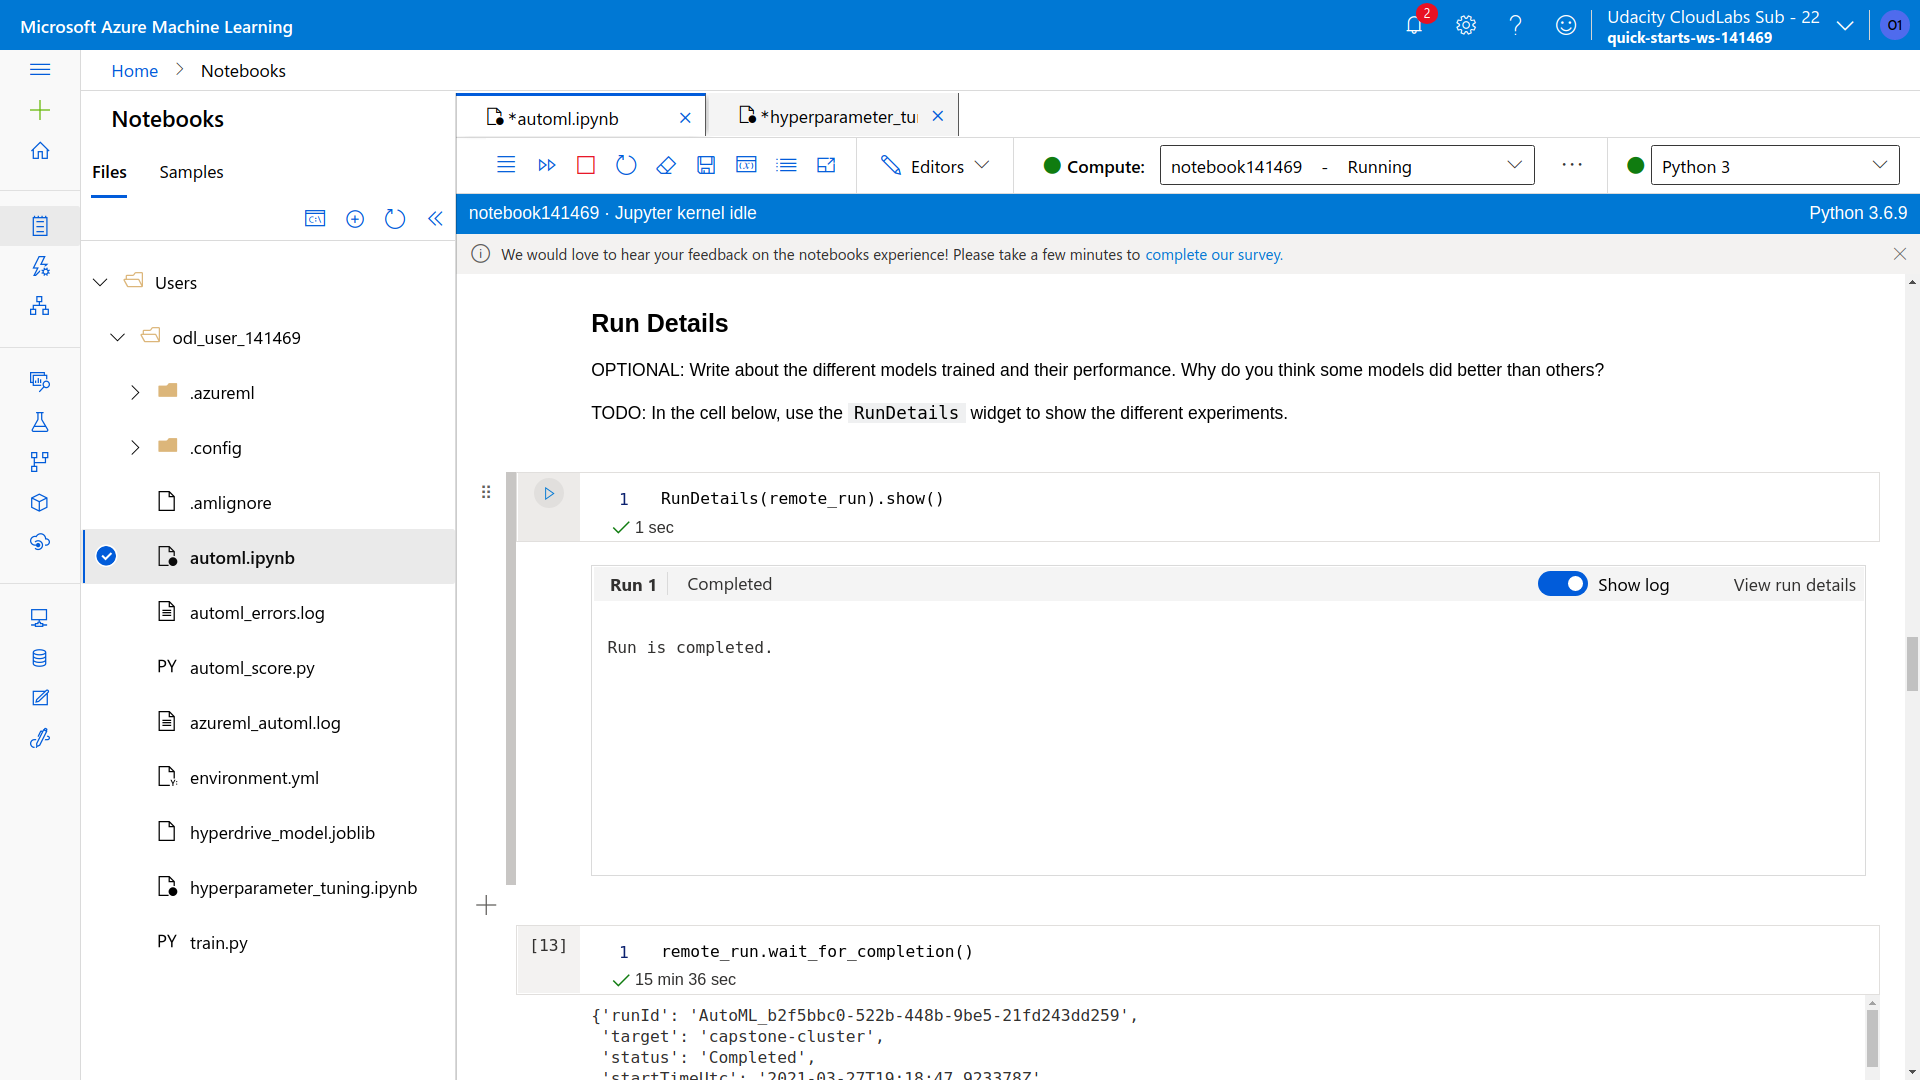 Microsoft Azure Machine Learning
2
Udacity CloudLabs Sub - 22
quick-starts-ws-141469
O1
Home > Notebooks
Notebooks
Files Samples
Users
odl_user_141469
.azureml
.config
.amlignore
automl.ipynb
automl_errors.log
PY automl_score.py
azureml_automl.log
Y: environment.yml
hyperdrive_model.joblib
hyperparameter_tuning.ipynb
PY train.py
*automl.ipynb
*hyperparameter_tu
Editors
Compute: notebook141469 - Running
...
Python 3
notebook141469 · Jupyter kernel idle
Python 3.6.9
We would love to hear your feedback on the notebooks experience! Please take a few minutes to complete our survey.
Run Details
OPTIONAL: Write about the different models trained and their performance. Why do you think some models did better than others?
TODO: In the cell below, use the RunDetails widget to show the different experiments.
1 RunDetails(remote_run).show()
1 sec
Run 1 Completed Show log View run details
Run is completed.
[13] 1 remote_run.wait_for_completion()
15 min 36 sec
{'runId': 'AutoML_b2f5bbc0-522b-448b-9be5-21fd243dd259',
'target': 'capstone-cluster',
'status': 'Completed',
'startTimeUtc': '2021-03-27T19:18:47.923378Z'